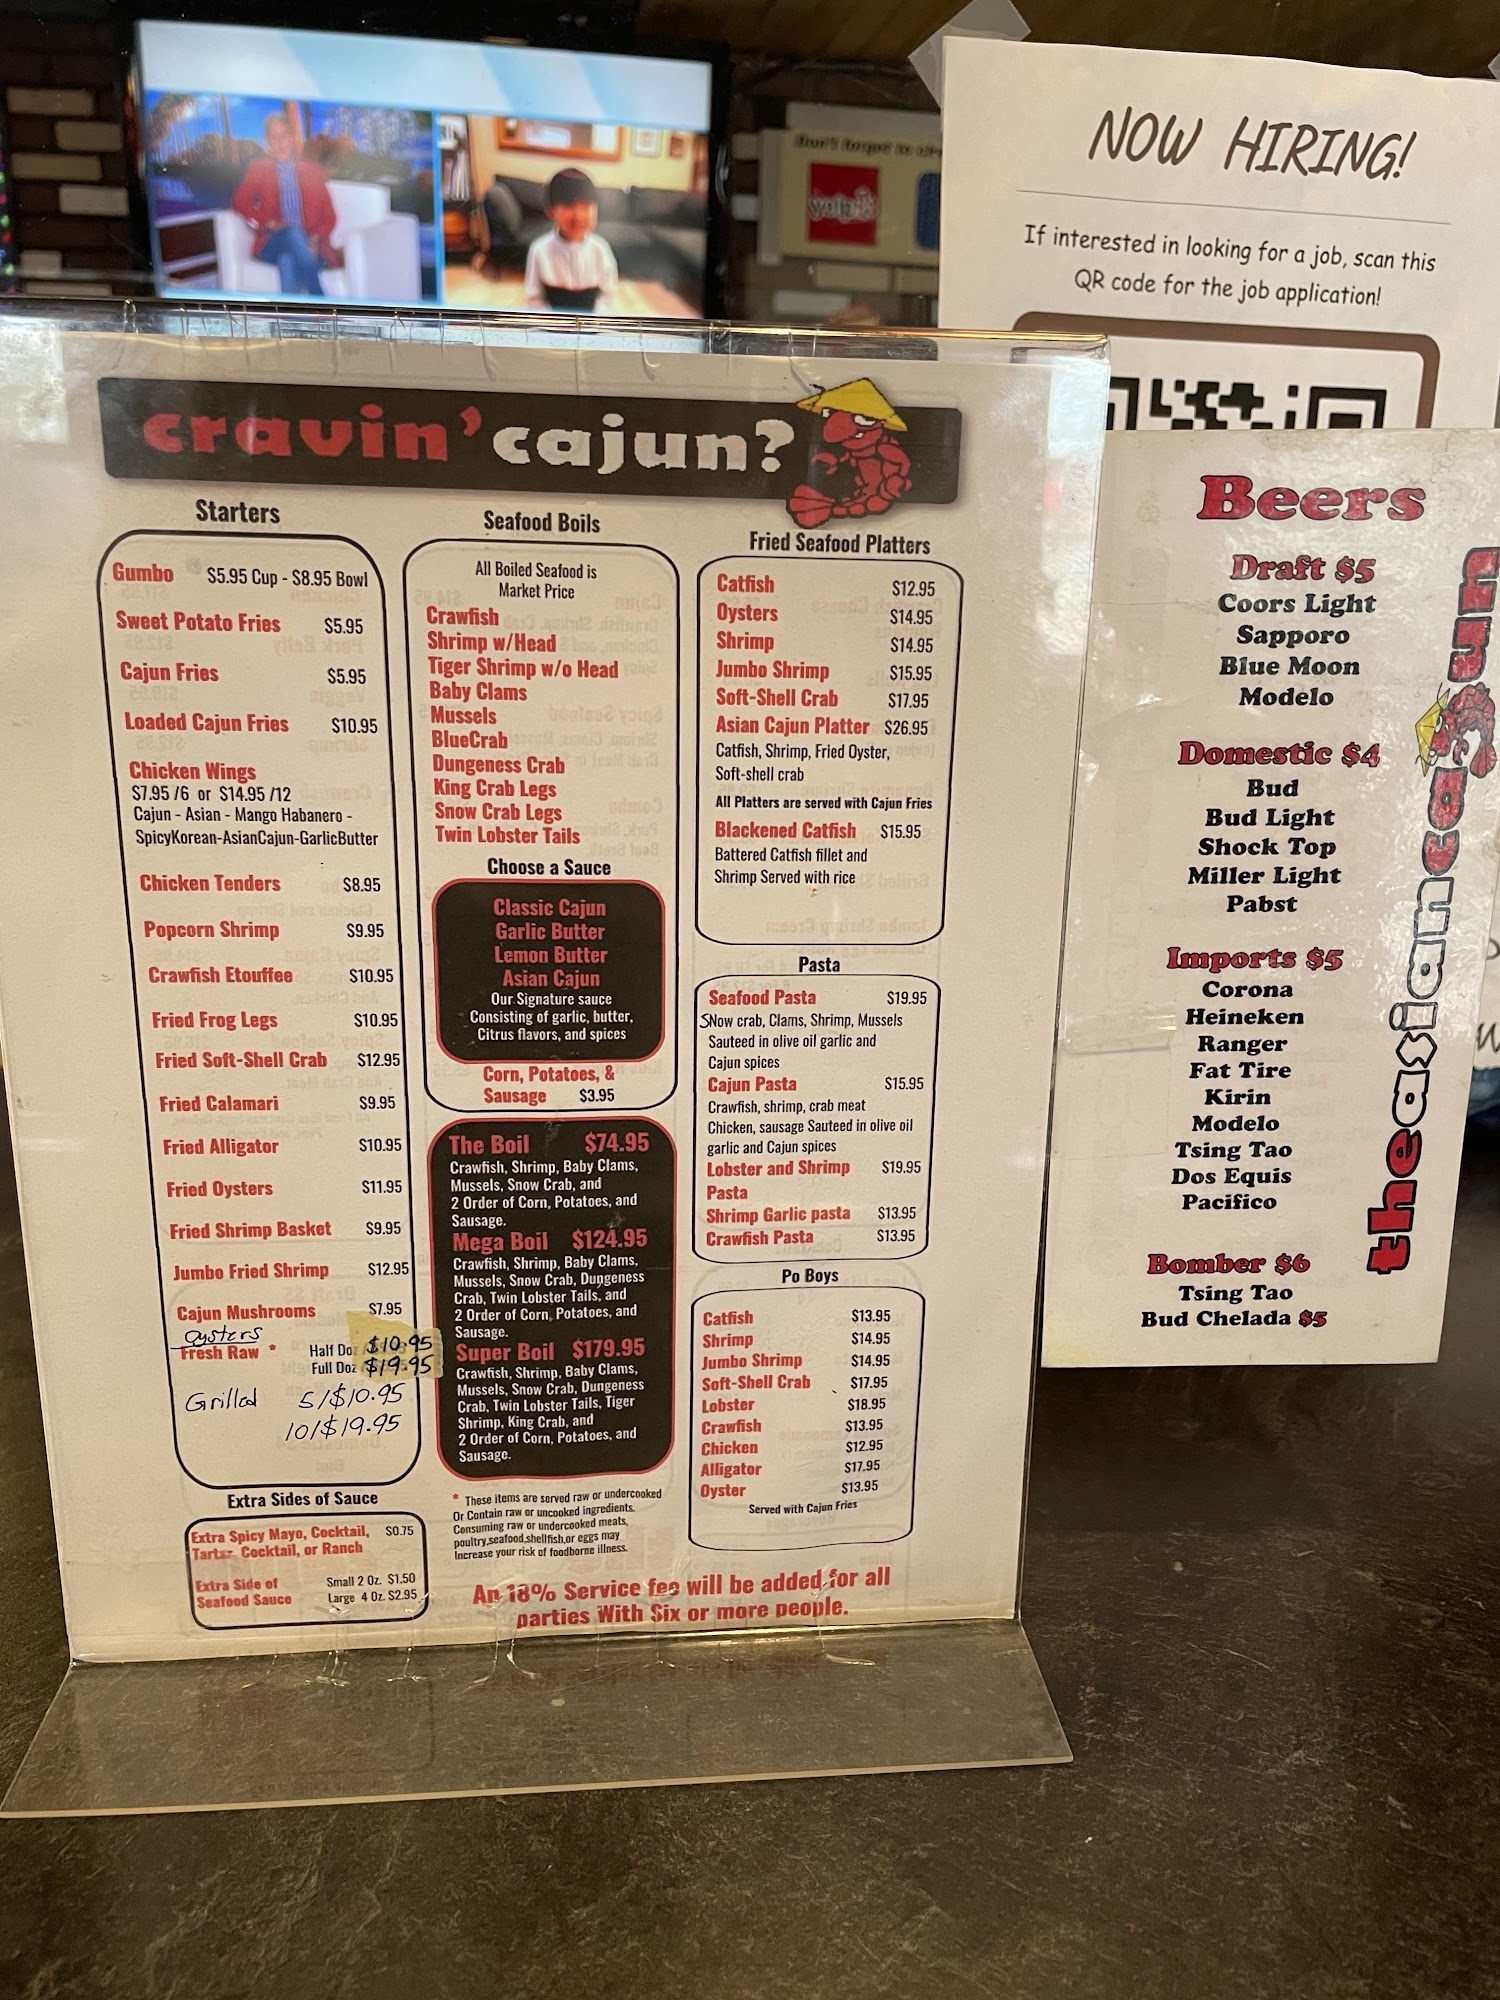 NOW HIRING!
If interested in looking for a job, scan this
QR code for the job application!
Don't forget to
yelp
cravin' cajun?
Starters
Gumbo $5.95 Cup - $8.95 Bowl
Sweet Potato Fries $5.95
Cajun Fries $5.95
Loaded Cajun Fries $10.95
Chicken Wings
$7.95 /6 or $14.95 /12
Cajun - Asian - Mango Habanero -
SpicyKorean-AsianCajun-GarlicButter
Chicken Tenders $8.95
Popcorn Shrimp $9.95
Crawfish Etouffee $10.95
Fried Frog Legs $10.95
Fried Soft-Shell Crab $12.95
Fried Calamari $9.95
Fried Alligator $10.95
Fried Oysters $11.95
Fried Shrimp Basket $9.95
Jumbo Fried Shrimp $12.95
Cajun Mushrooms $7.95
oysters
Fresh Raw * Half Doz $10.95
Full Doz $19.95
Grilled 5/$10.95
10/$19.95
Extra Sides of Sauce
Extra Spicy Mayo, Cocktail, $0.75
Tartar, Cocktail, or Ranch
Extra Side of Small 2 Oz. $1.50
Seafood Sauce Large 4 Oz. $2.95
Seafood Boils
All Boiled Seafood is
Market Price
Crawfish
Shrimp w/Head
Tiger Shrimp w/o Head
Baby Clams
Mussels
BlueCrab
Dungeness Crab
King Crab Legs
Snow Crab Legs
Twin Lobster Tails
Choose a Sauce
Classic Cajun
Garlic Butter
Lemon Butter
Asian Cajun
Our Signature sauce
Consisting of garlic, butter,
Citrus flavors, and spices
Corn, Potatoes, &
Sausage $3.95
The Boil $74.95
Crawfish, Shrimp, Baby Clams,
Mussels, Snow Crab, and
2 Order of Corn, Potatoes, and
Sausage.
Mega Boil $124.95
Crawfish, Shrimp, Baby Clams,
Mussels, Snow Crab, Dungeness
Crab, Twin Lobster Tails, and
2 Order of Corn, Potatoes, and
Sausage.
Super Boil $179.95
Crawfish, Shrimp, Baby Clams,
Mussels, Snow Crab, Dungeness
Crab, Twin Lobster Tails, Tiger
Shrimp, King Crab, and
2 Order of Corn, Potatoes, and
Sausage.
* These items are served raw or undercooked
Or Contain raw or uncooked ingredients.
Consuming raw or undercooked meats,
poultry,seafood,shellfish,or eggs may
Increase your risk of foodborne illness.
Fried Seafood Platters
Catfish $12.95
Oysters $14.95
Shrimp $14.95
Jumbo Shrimp $15.95
Soft-Shell Crab $17.95
Asian Cajun Platter $26.95
Catfish, Shrimp, Fried Oyster,
Soft-shell crab
All Platters are served with Cajun Fries
Blackened Catfish $15.95
Battered Catfish fillet and
Shrimp Served with rice
Pasta
Seafood Pasta $19.95
SNow crab, Clams, Shrimp, Mussels
Sauteed in olive oil garlic and
Cajun spices
Cajun Pasta $15.95
Crawfish, shrimp, crab meat
Chicken, sausage Sauteed in olive oil
garlic and Cajun spices
Lobster and Shrimp $19.95
Pasta
Shrimp Garlic pasta $13.95
Crawfish Pasta $13.95
Po Boys
Catfish $13.95
Shrimp $14.95
Jumbo Shrimp $14.95
Soft-Shell Crab $17.95
Lobster $18.95
Crawfish $13.95
Chicken $12.95
Alligator $17.95
Oyster $13.95
Served with Cajun Fries
An 18% Service fee will be added for all
parties With Six or more people.
Beers
Draft $5
Coors Light
Sapporo
Blue Moon
Modelo
Domestic $4
Bud
Bud Light
Shock Top
Miller Light
Pabst
Imports $5
Corona
Heineken
Ranger
Fat Tire
Kirin
Modelo
Tsing Tao
Dos Equis
Pacifico
Bomber $6
Tsing Tao
Bud Chelada $5
the asian cajun